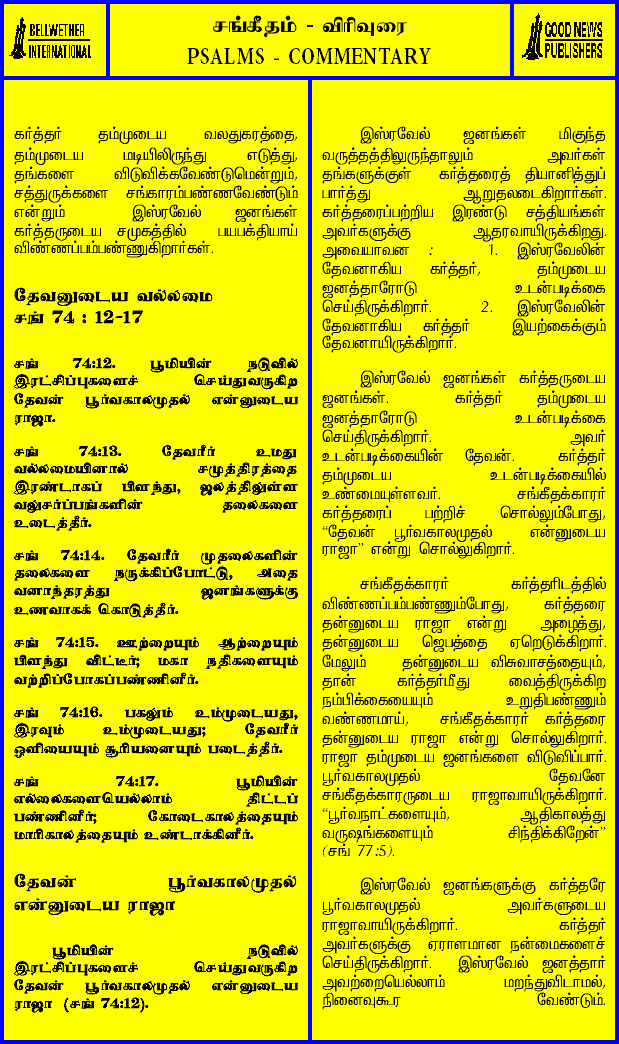 BELLWETHER
INTERNATIONAL
சங்கீதம் - விரிவுரை
PSALMS - COMMENTARY
GOOD NEWS
PUBLISHERS
கர்த்தர் தம்முடைய வலதுகரத்தை,
தம்முடைய மடியிலிருந்து எடுத்து,
தங்களை விடுவிக்கவேண்டுமென்றும்,
சத்துருக்களை சங்காரம்பண்ணவேண்டும்
என்றும் இஸ்ரவேல் ஜனங்கள்
கர்த்தருடைய சமுகத்தில் பயபக்தியாய்
விண்ணப்பம்பண்ணுகிறார்கள்.
தேவனுடைய வல்லமை
சங் 74 : 12-17
சங் 74:12. பூமியின் நடுவில்
இரட்சிப்புகளைச் செய்துவருகிற
தேவன் பூர்வகாலமுதல் என்னுடைய
ராஜா.
சங் 74:13. தேவரீர் உமது
வல்லமையினால் சமுத்திரத்தை
இரண்டாகப் பிளந்து, ஜலத்திலுள்ள
வலுசர்ப்பங்களின் தலைகளை
உடைத்தீர்.
சங் 74:14. தேவரீர் முதலைகளின்
தலைகளை நருக்கிப்போட்டு, அதை
வனாந்தரத்து ஜனங்களுக்கு
உணவாகக் கொடுத்தீர்.
சங் 74:15. ஊற்றையும் ஆற்றையும்
பிளந்து விட்டீர்; மகா நதிகளையும்
வற்றிப்போகப்பண்ணினீர்.
சங் 74:16. பகலும் உம்முடையது,
இரவும் உம்முடையது; தேவரீர்
ஒளியையும் சூரியனையும் படைத்தீர்.
சங் 74:17. பூமியின்
எல்லைகளையெல்லாம் திட்டப்
பண்ணினீர்; கோடைகாலத்தையும்
மாரிகாலத்தையும் உண்டாக்கினீர்.
தேவன் பூர்வகாலமுதல்
என்னுடைய ராஜா
பூமியின் நடுவில்
இரட்சிப்புகளைச் செய்துவருகிற
தேவன் பூர்வகாலமுதல் என்னுடைய
ராஜா (சங் 74:12).
இஸ்ரவேல் ஜனங்கள் மிகுந்த
வருத்தத்திலுருந்தாலும் அவர்கள்
தங்களுக்குள் கர்த்தரைத் தியானித்துப்
பார்த்து ஆறுதலடைகிறார்கள்.
கர்த்தரைப்பற்றிய இரண்டு சத்தியங்கள்
அவர்களுக்கு ஆதரவாயிருக்கிறது.
அவையாவன : 1. இஸ்ரவேலின்
தேவனாகிய கர்த்தர், தம்முடைய
ஜனத்தாரோடு உடன்படிக்கை
செய்திருக்கிறார். 2. இஸ்ரவேலின்
தேவனாகிய கர்த்தர் இயற்கைக்கும்
தேவனாயிருக்கிறார்.
இஸ்ரவேல் ஜனங்கள் கர்த்தருடைய
ஜனங்கள். கர்த்தர் தம்முடைய
ஜனத்தாரோடு உடன்படிக்கை
செய்திருக்கிறார். அவர்
உடன்படிக்கையின் தேவன். கர்த்தர்
தம்முடைய உடன்படிக்கையில்
உண்மையுள்ளவர். சங்கீதக்காரர்
கர்த்தரைப் பற்றிச் சொல்லும்போது,
“தேவன் பூர்வகாலமுதல் என்னுடைய
ராஜா” என்று சொல்லுகிறார்.
சங்கீதக்காரர் கர்த்தரிடத்தில்
விண்ணப்பம்பண்ணும்போது, கர்த்தரை
தன்னுடைய ராஜா என்று அழைத்து,
தன்னுடைய ஜெபத்தை ஏறெடுக்கிறார்.
மேலும் தன்னுடைய விசுவாசத்தையும்,
தான் கர்த்தர்மீது வைத்திருக்கிற
நம்பிக்கையையும் உறுதிபண்ணும்
வண்ணமாய், சங்கீதக்காரர் கர்த்தரை
தன்னுடைய ராஜா என்று சொல்லுகிறார்.
ராஜா தம்முடைய ஜனங்களை விடுவிப்பார்.
பூர்வகாலமுதல் தேவனே
சங்கீதக்காரருடைய ராஜாவாயிருக்கிறார்.
“பூர்வநாட்களையும், ஆதிகாலத்து
வருஷங்களையும் சிந்திக்கிறேன்”
(சங் 77:5).
இஸ்ரவேல் ஜனங்களுக்கு கர்த்தரே
பூர்வகாலமுதல் அவர்களுடைய
ராஜாவாயிருக்கிறார். கர்த்தர்
அவர்களுக்கு ஏராளமான நன்மைகளைச்
செய்திருக்கிறார். இஸ்ரவேல் ஜனத்தார்
அவற்றையெல்லாம் மறந்துவிடாமல்,
நினைவுகூர வேண்டும்.